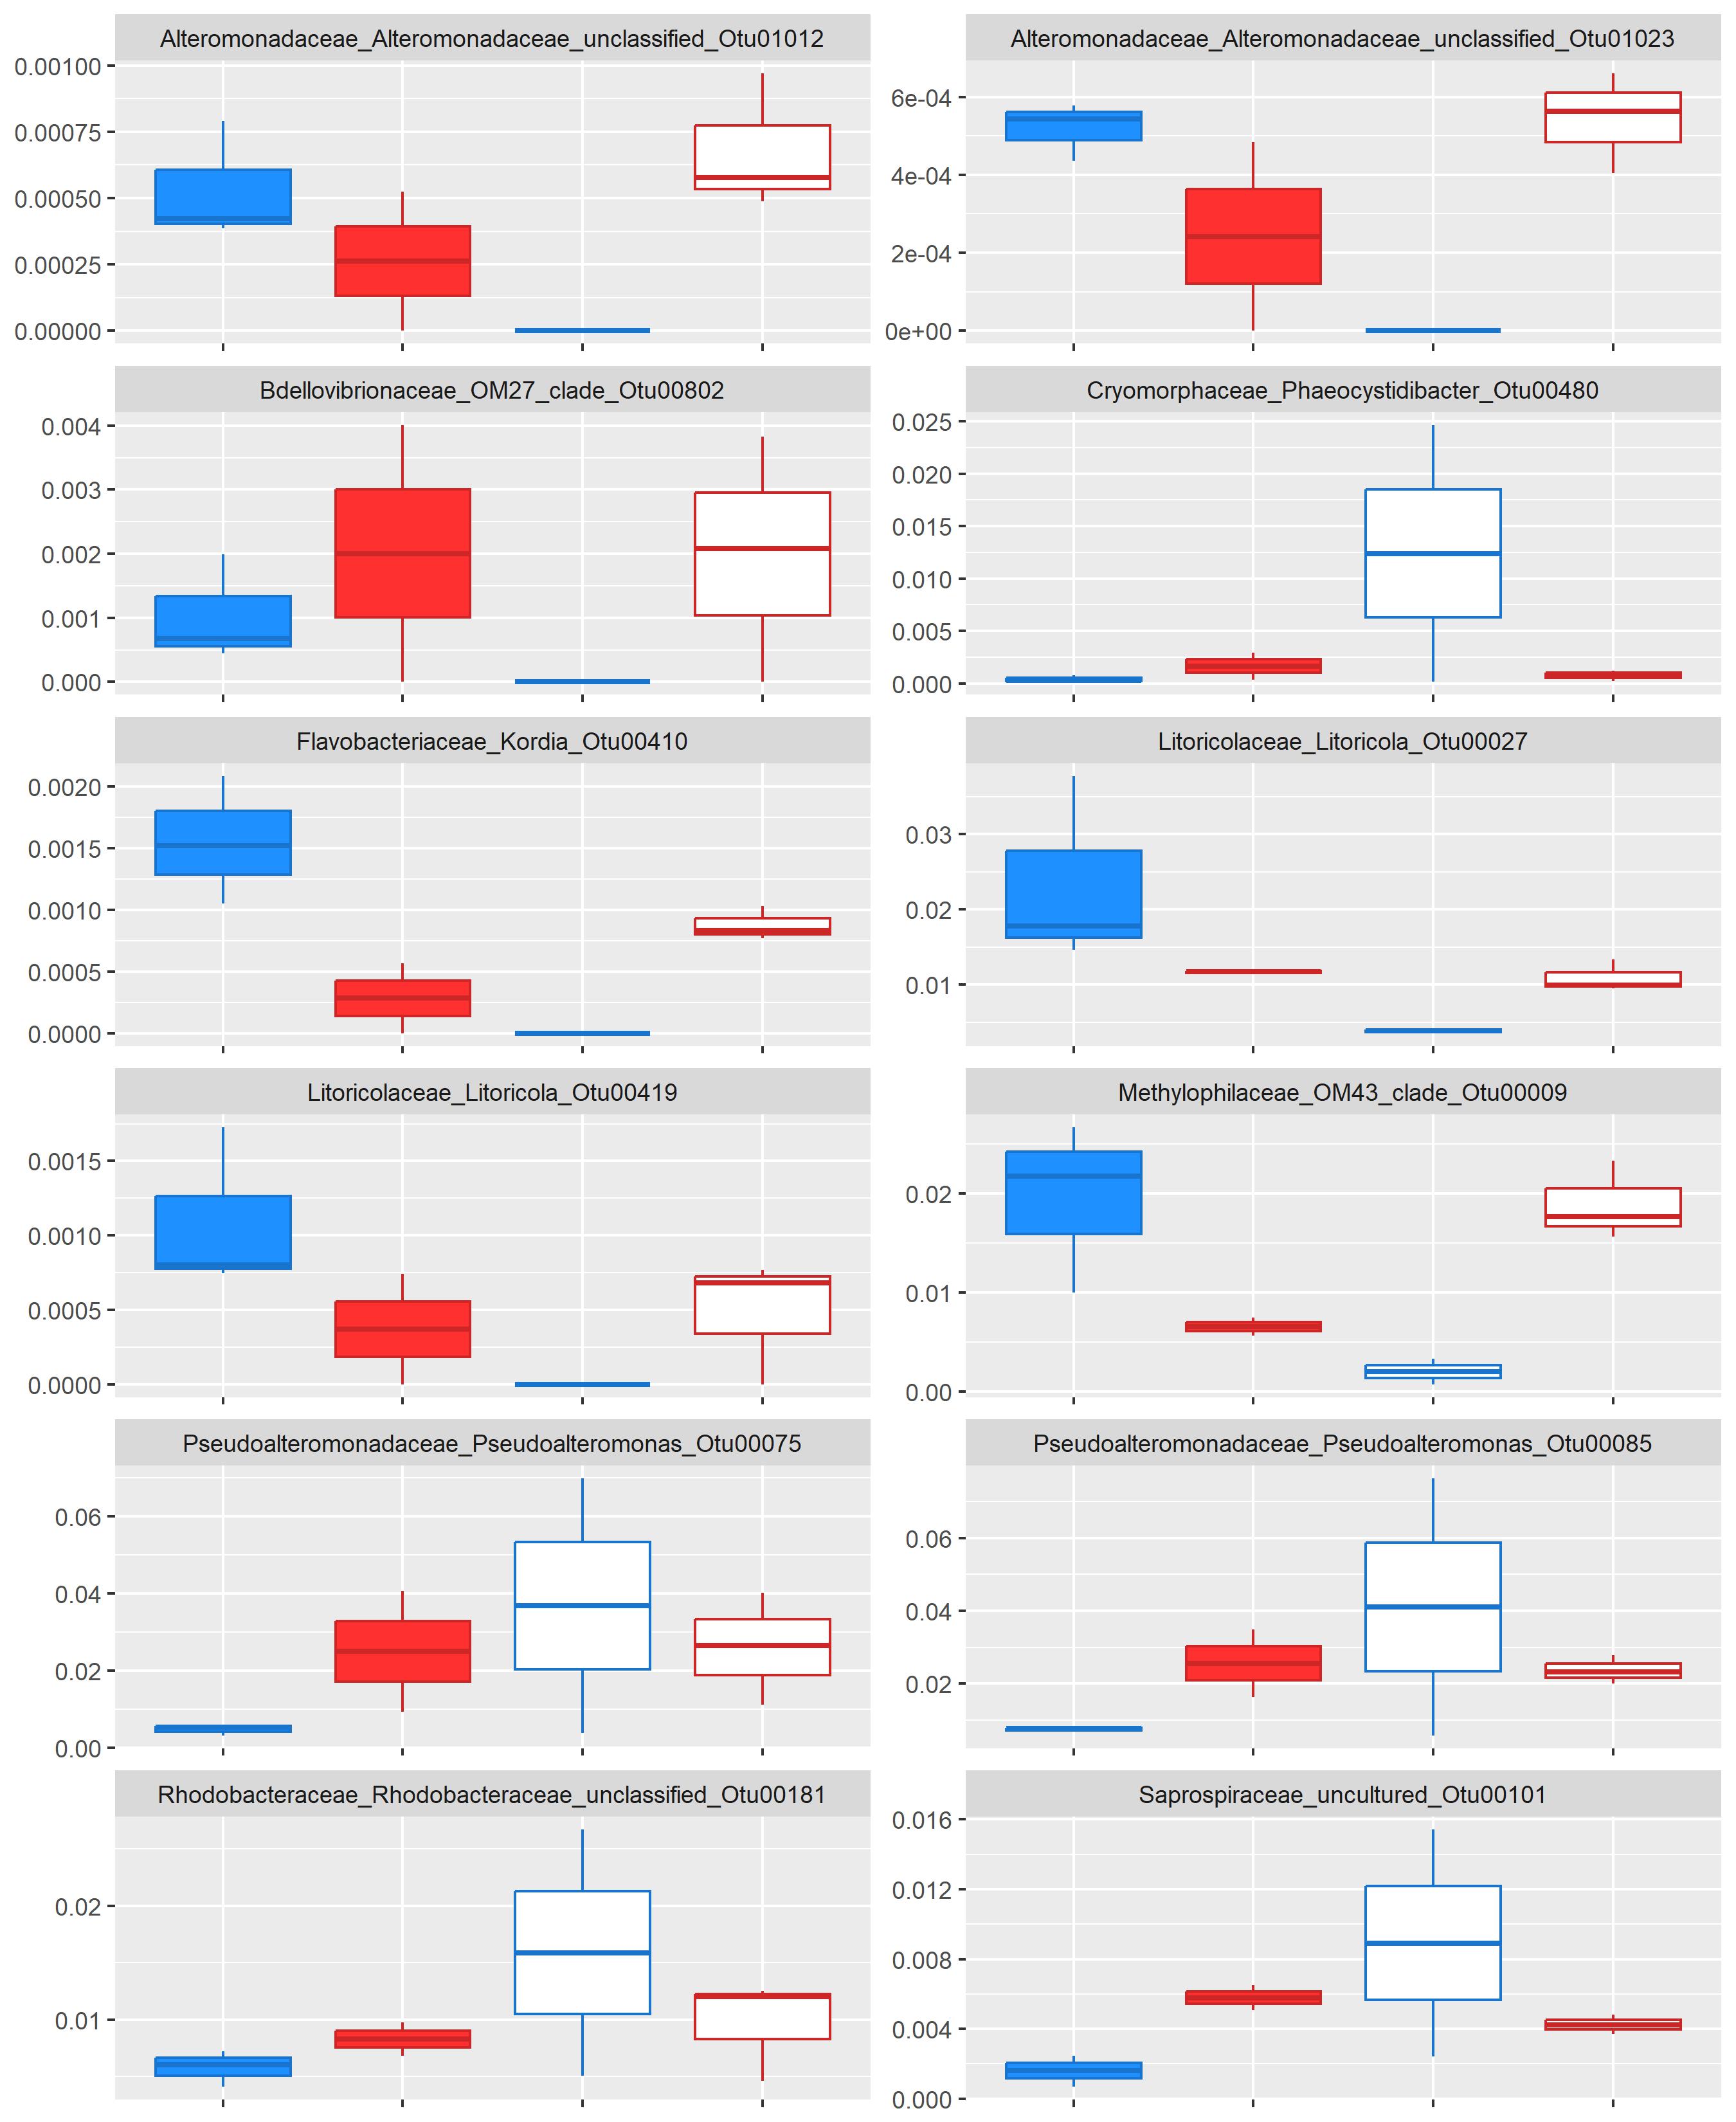 Alteromonadaceae_Alteromonadaceae_unclassified_Otu01012
0.00100
0.00075
0.00050
0.00025
0.00000
Alteromonadaceae_Alteromonadaceae_unclassified_Otu01023
6e-04
4e-04
2e-04
0e+00
Bdellovibrionaceae_OM27_clade_Otu00802
0.004
0.003
0.002
0.001
0.000
Cryomorphaceae_Phaeocystidibacter_Otu00480
0.025
0.020
0.015
0.010
0.005
0.000
Flavobacteriaceae_Kordia_Otu00410
0.0020
0.0015
0.0010
0.0005
0.0000
Litoricolaceae_Litoricola_Otu00027
0.03
0.02
0.01
Litoricolaceae_Litoricola_Otu00419
0.0015
0.0010
0.0005
0.0000
Methylophilaceae_OM43_clade_Otu00009
0.02
0.01
0.00
Pseudoalteromonadaceae_Pseudoalteromonas_Otu00075
0.06
0.04
0.02
0.00
Pseudoalteromonadaceae_Pseudoalteromonas_Otu00085
0.06
0.04
0.02
Rhodobacteraceae_Rhodobacteraceae_unclassified_Otu00181
0.02
0.01
Saprospiraceae_uncultured_Otu00101
0.016
0.012
0.008
0.004
0.000